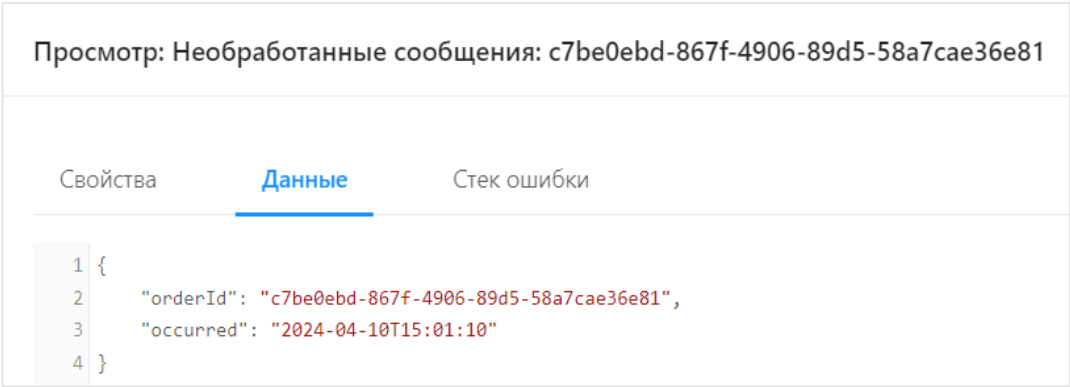 Просмотр: Необработанные сообщения: c7be0ebd-867f-4906-89d5-58a7cae36e81
Свойства Данные Стек ошибки
1 {
2 "orderId": "c7be0ebd-867f-4906-89d5-58a7cae36e81",
3 "occurred": "2024-04-10T15:01:10"
4 }